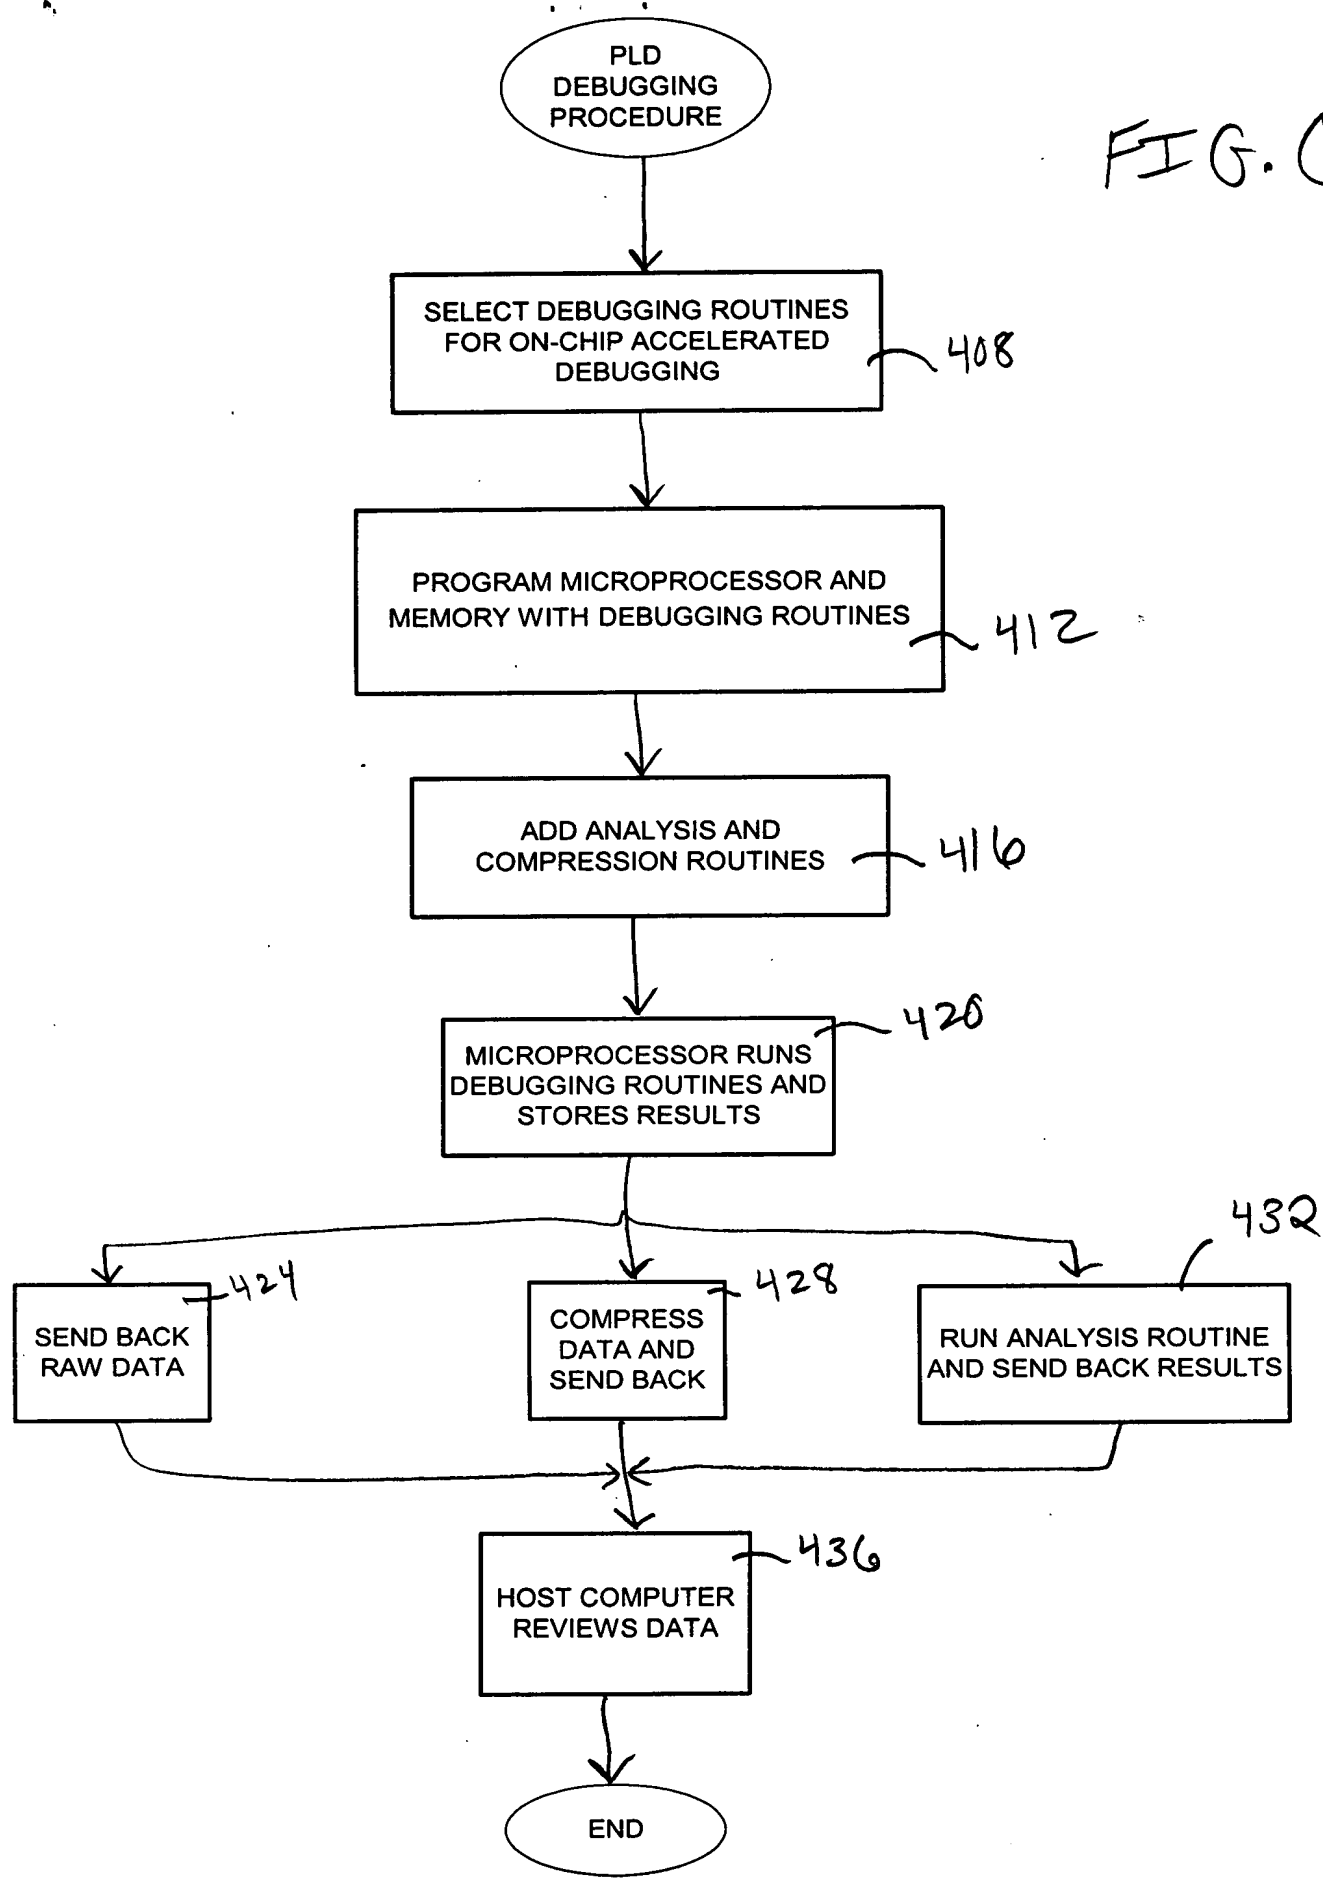 PLD
DEBUGGING
PROCEDURE
FIG.
SELECT DEBUGGING ROUTINES
FOR ON-CHIP ACCELERATED
DEBUGGING
408
PROGRAM MICROPROCESSOR AND
MEMORY WITH DEBUGGING ROUTINES
412
ADD ANALYSIS AND
COMPRESSION ROUTINES
416
420
MICROPROCESSOR RUNS
DEBUGGING ROUTINES AND
STORES RESULTS
424
SEND BACK
RAW DATA
428
COMPRESS
DATA AND
SEND BACK
432
RUN ANALYSIS ROUTINE
AND SEND BACK RESULTS
436
HOST COMPUTER
REVIEWS DATA
END